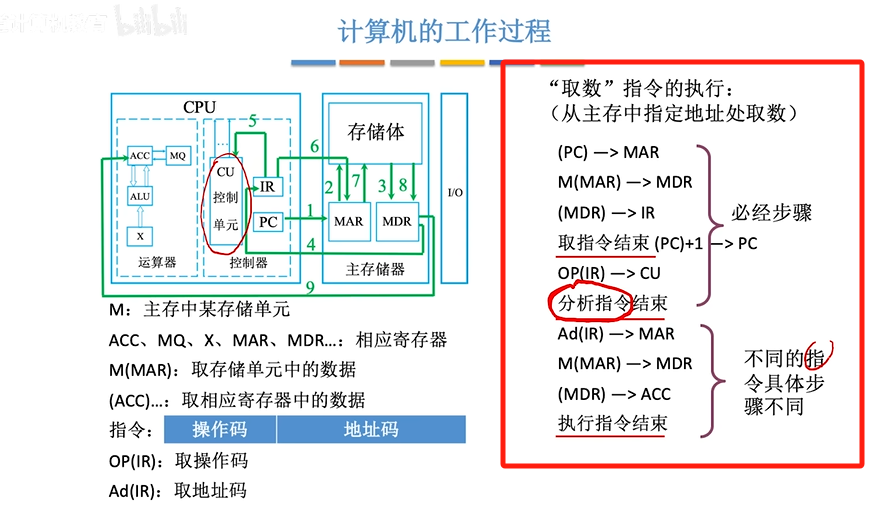 bilibili
计算机的工作过程
CPU
ACC
MQ
ALU
X
运算器
CU
控制
单元
IR
PC
控制器
存储体
MAR
MDR
主存储器
I/O
5
6
2
7
3
8
1
4
9
M：主存中某存储单元
ACC、MQ、X、MAR、MDR…：相应寄存器
M(MAR)：取存储单元中的数据
(ACC)…：取相应寄存器中的数据
指令： 操作码 地址码
OP(IR)：取操作码
Ad(IR)：取地址码
“取数”指令的执行：
（从主存中指定地址处取数）
(PC) —> MAR
M(MAR) —> MDR
(MDR) —> IR
取指令结束 (PC)+1 —> PC
OP(IR) —> CU
分析指令结束
必经步骤
Ad(IR) —> MAR
M(MAR) —> MDR
(MDR) —> ACC
执行指令结束
不同的指
令具体步
骤不同